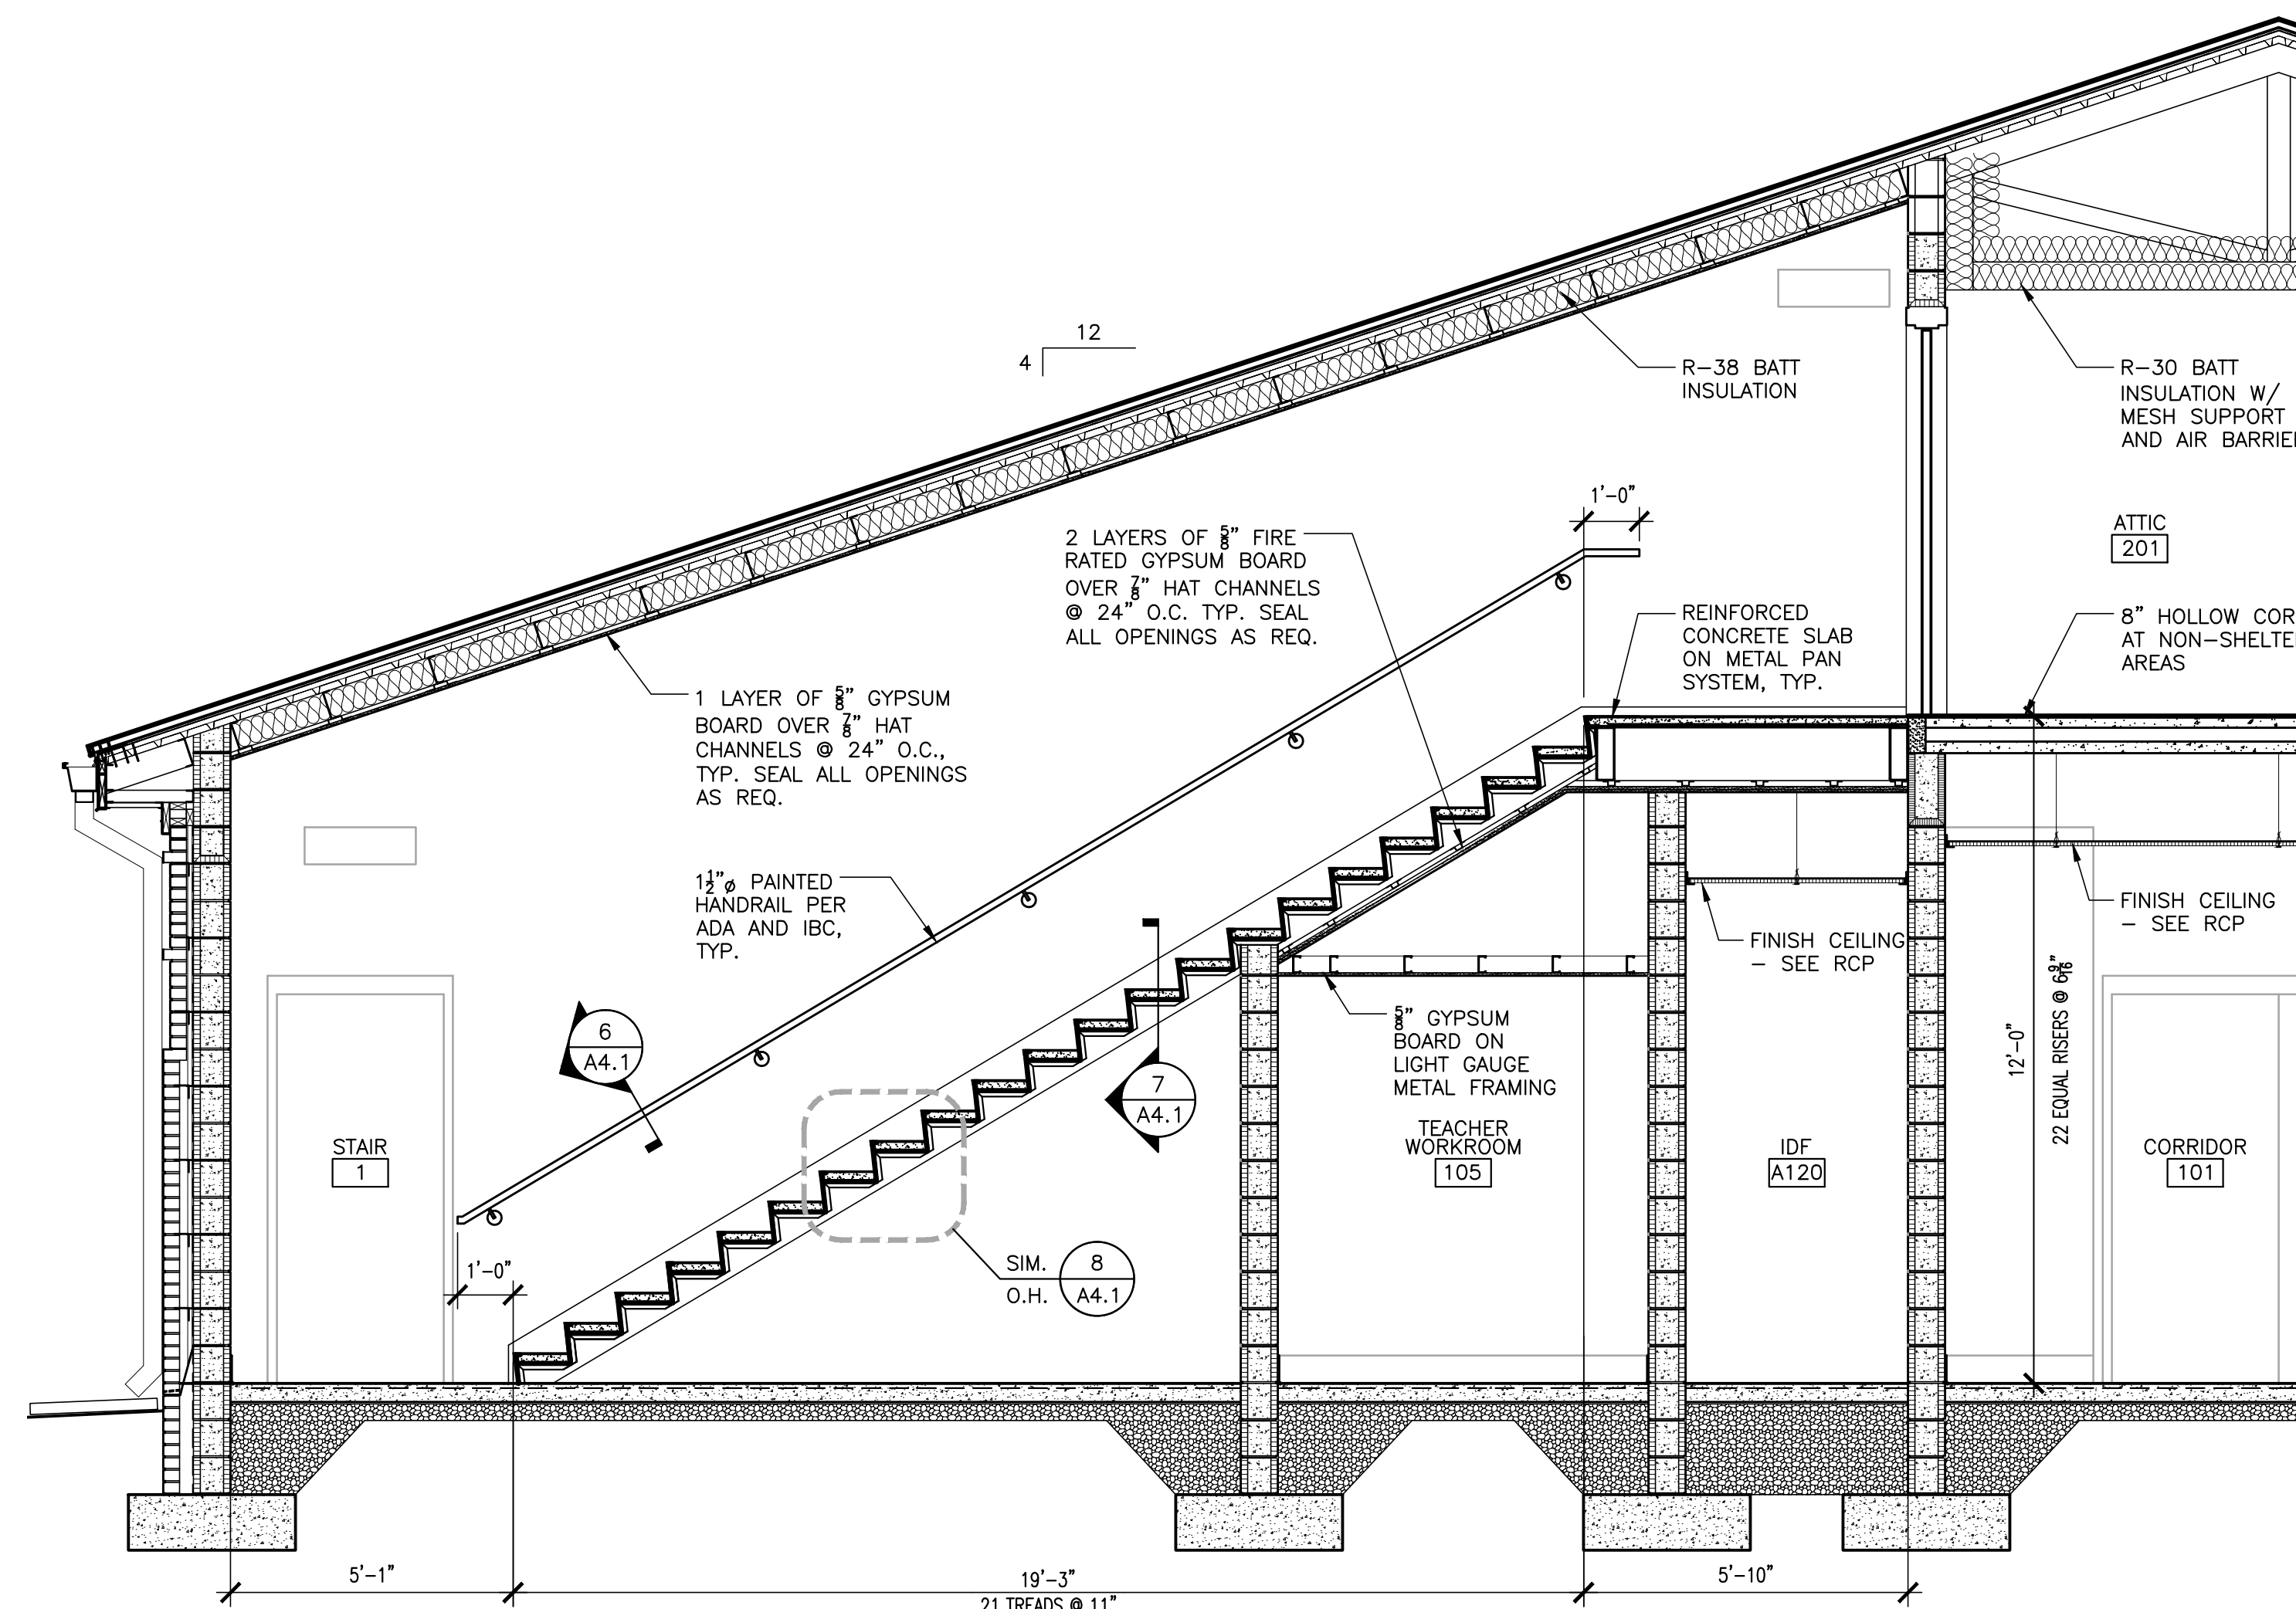 12
4
R-38 BATT
INSULATION
R-30 BATT
INSULATION W/
MESH SUPPORT
AND AIR
1'-0"
2 LAYERS OF 5/8" FIRE
RATED GYPSUM BOARD
OVER 7/8" HAT CHANNELS
@ 24" O.C. TYP. SEAL
ALL OPENINGS AS REQ.
ATTIC
201
REINFORCED
CONCRETE SLAB
ON METAL PAN
SYSTEM, TYP.
8" HOLLOW
AT
AREAS
1 LAYER OF 5/8" GYPSUM
BOARD OVER 7/8" HAT
CHANNELS @ 24" O.C.,
TYP. SEAL ALL OPENINGS
AS REQ.
1 1/2"ø PAINTED
HANDRAIL PER
ADA AND IBC,
TYP.
FINISH CEILING
- SEE RCP
FINISH CEILING
- SEE RCP
12'-0"
22 EQUAL RISERS @ 6 9/16"
5/8" GYPSUM
BOARD ON
LIGHT GAUGE
METAL FRAMING
6
A4.1
7
A4.1
STAIR
1
TEACHER
WORKROOM
105
IDF
A120
CORRIDOR
101
1'-0"
SIM.
O.H.
8
A4.1
5'-1"
19'-3"
21 TREADS @ 11"
5'-10"